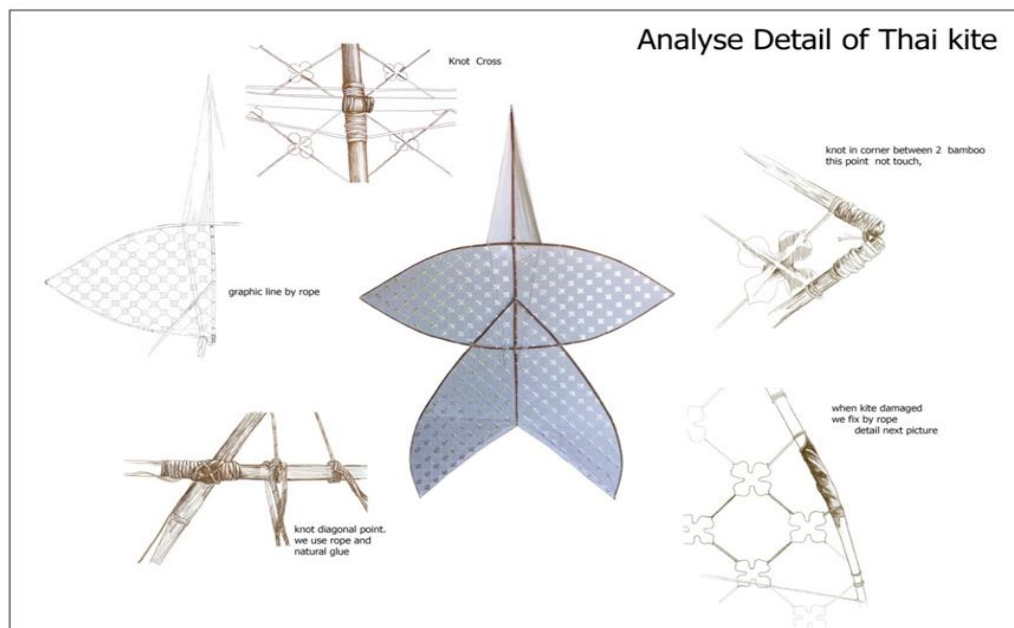 Analyse Detail of Thai kite
Knot Cross
knot in corner between 2 bamboo
this point not touch,
graphic line by rope
when kite damaged
we fix by rope
detail next picture
knot diagonal point.
we use rope and
natural glue